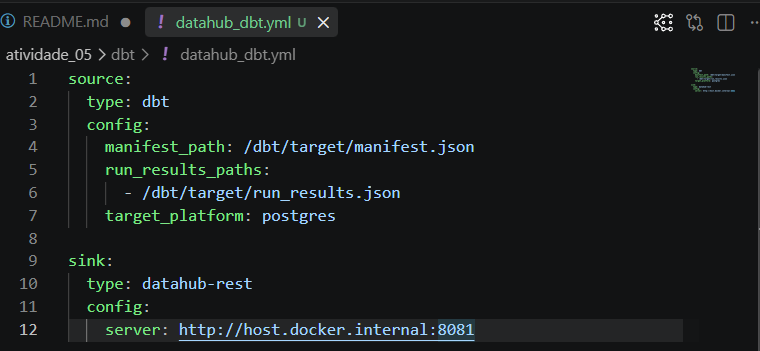 README.md
datahub_dbt.yml U
atividade_05 > dbt > ! datahub_dbt.yml
1 source:
2 type: dbt
3 config:
4 manifest_path: /dbt/target/manifest.json
5 run_results_paths:
6 - /dbt/target/run_results.json
7 target_platform: postgres
8
9 sink:
10 type: datahub-rest
11 config:
12 server: http://host.docker.internal:8081